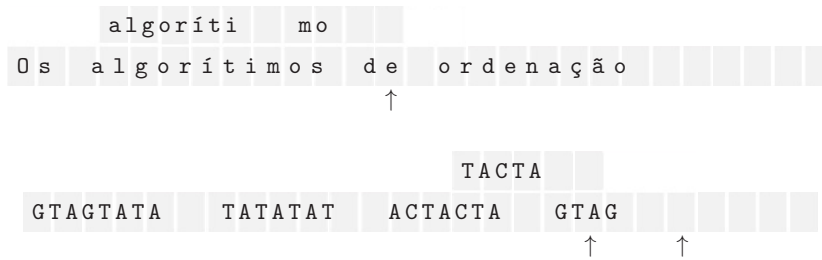 algoríti mo
Os algorítimos de ordenação
↑
TACTA
GTAGTATA TATATAT ACTACTA GTAG
↑ ↑